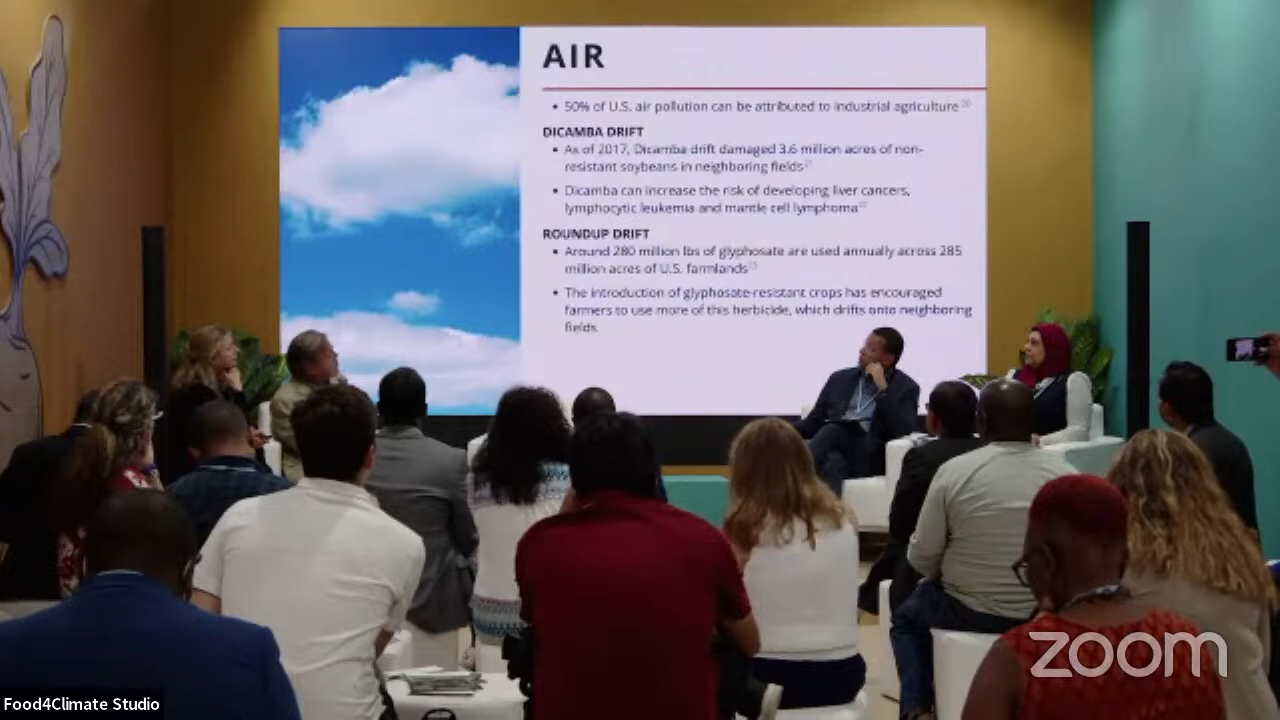 AIR
• 50% of U.S. air pollution can be attributed to industrial agriculture
DICAMBA DRIFT
• As of 2017, Dicamba drift damaged 3.6 million acres of non-
resistant soybeans in neighboring fields
• Dicamba can increase the risk of developing liver cancers,
lymphocytic leukemia and mantle cell lymphoma
ROUNDUP DRIFT
• Around 280 million lbs of glyphosate are used annually across 285
million acres of U.S. farmlands
• The introduction of glyphosate-resistant crops has encouraged
farmers to use more of this herbicide, which drifts onto neighboring
fields.
zoom
Food4Climate Studio